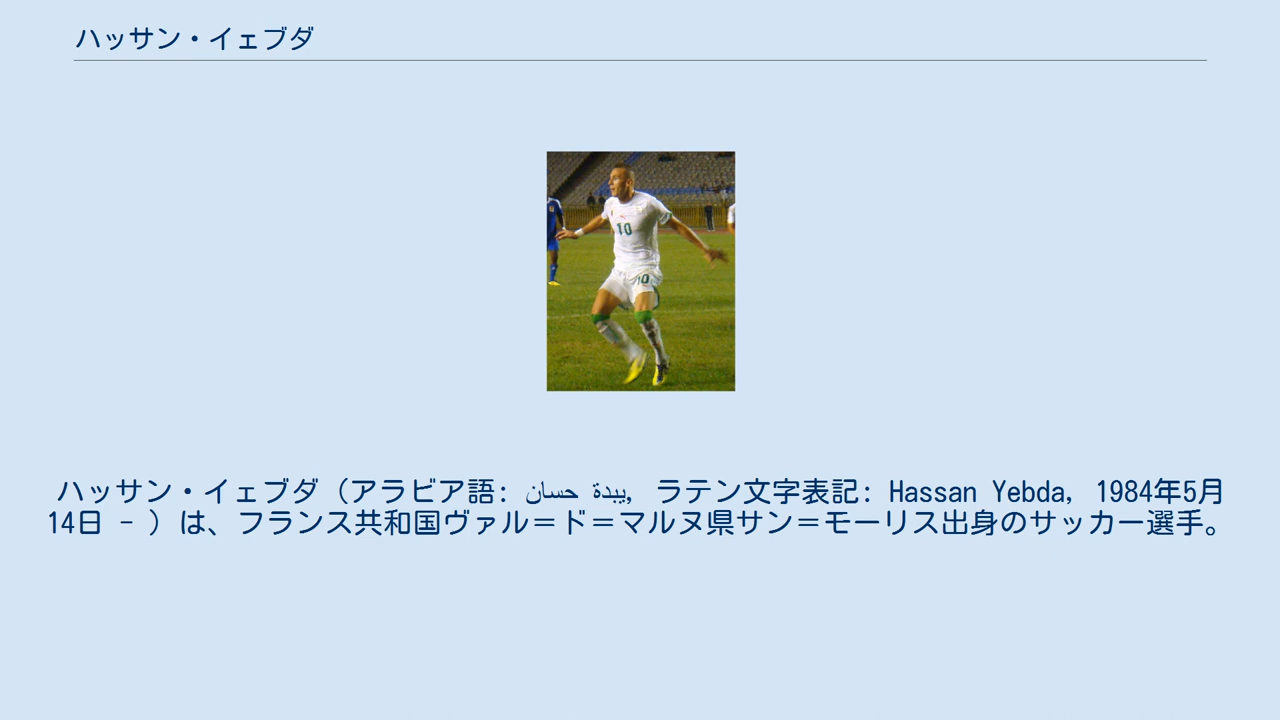 ハッサン・イェブダ
10
10
ハッサン・イェブダ（アラビア語: يبدة حسان, ラテン文字表記: Hassan Yebda, 1984年5月
14日 - ）は、フランス共和国ヴァル＝ド＝マルヌ県サン＝モーリス出身のサッカー選手。